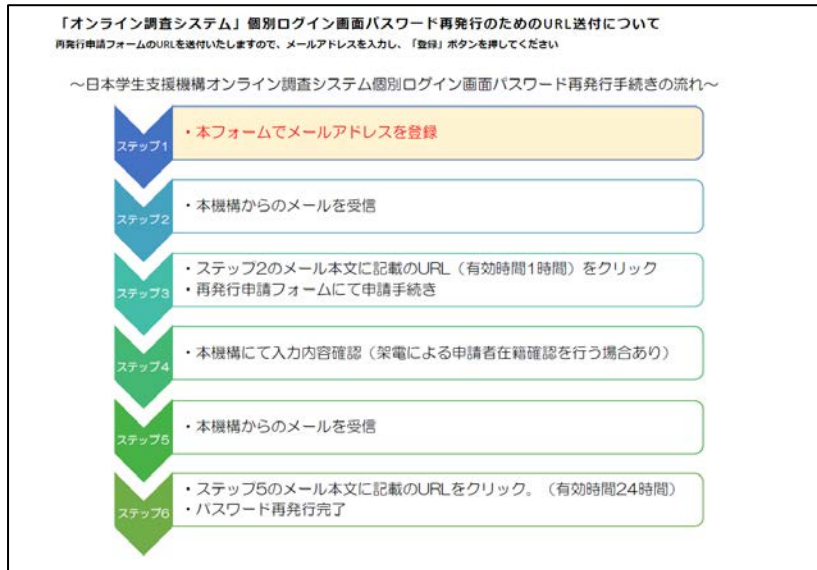 「オンライン調査システム」個別ログイン画面パスワード再発行のためのURL送付について
再発行申請フォームのURLを送付いたしますので、メールアドレスを入力し、「登録」ボタンを押してください
～日本学生支援機構オンライン調査システム個別ログイン画面パスワード再発行手続きの流れ～
ステップ1
・本フォームでメールアドレスを登録
ステップ2
・本機構からのメールを受信
ステップ3
・ステップ2のメール本文に記載のURL（有効時間1時間）をクリック
・再発行申請フォームにて申請手続き
ステップ4
・本機構にて入力内容確認（架電による申請者在籍確認を行う場合あり）
ステップ5
・本機構からのメールを受信
ステップ6
・ステップ5のメール本文に記載のURLをクリック。（有効時間24時間）
・パスワード再発行完了